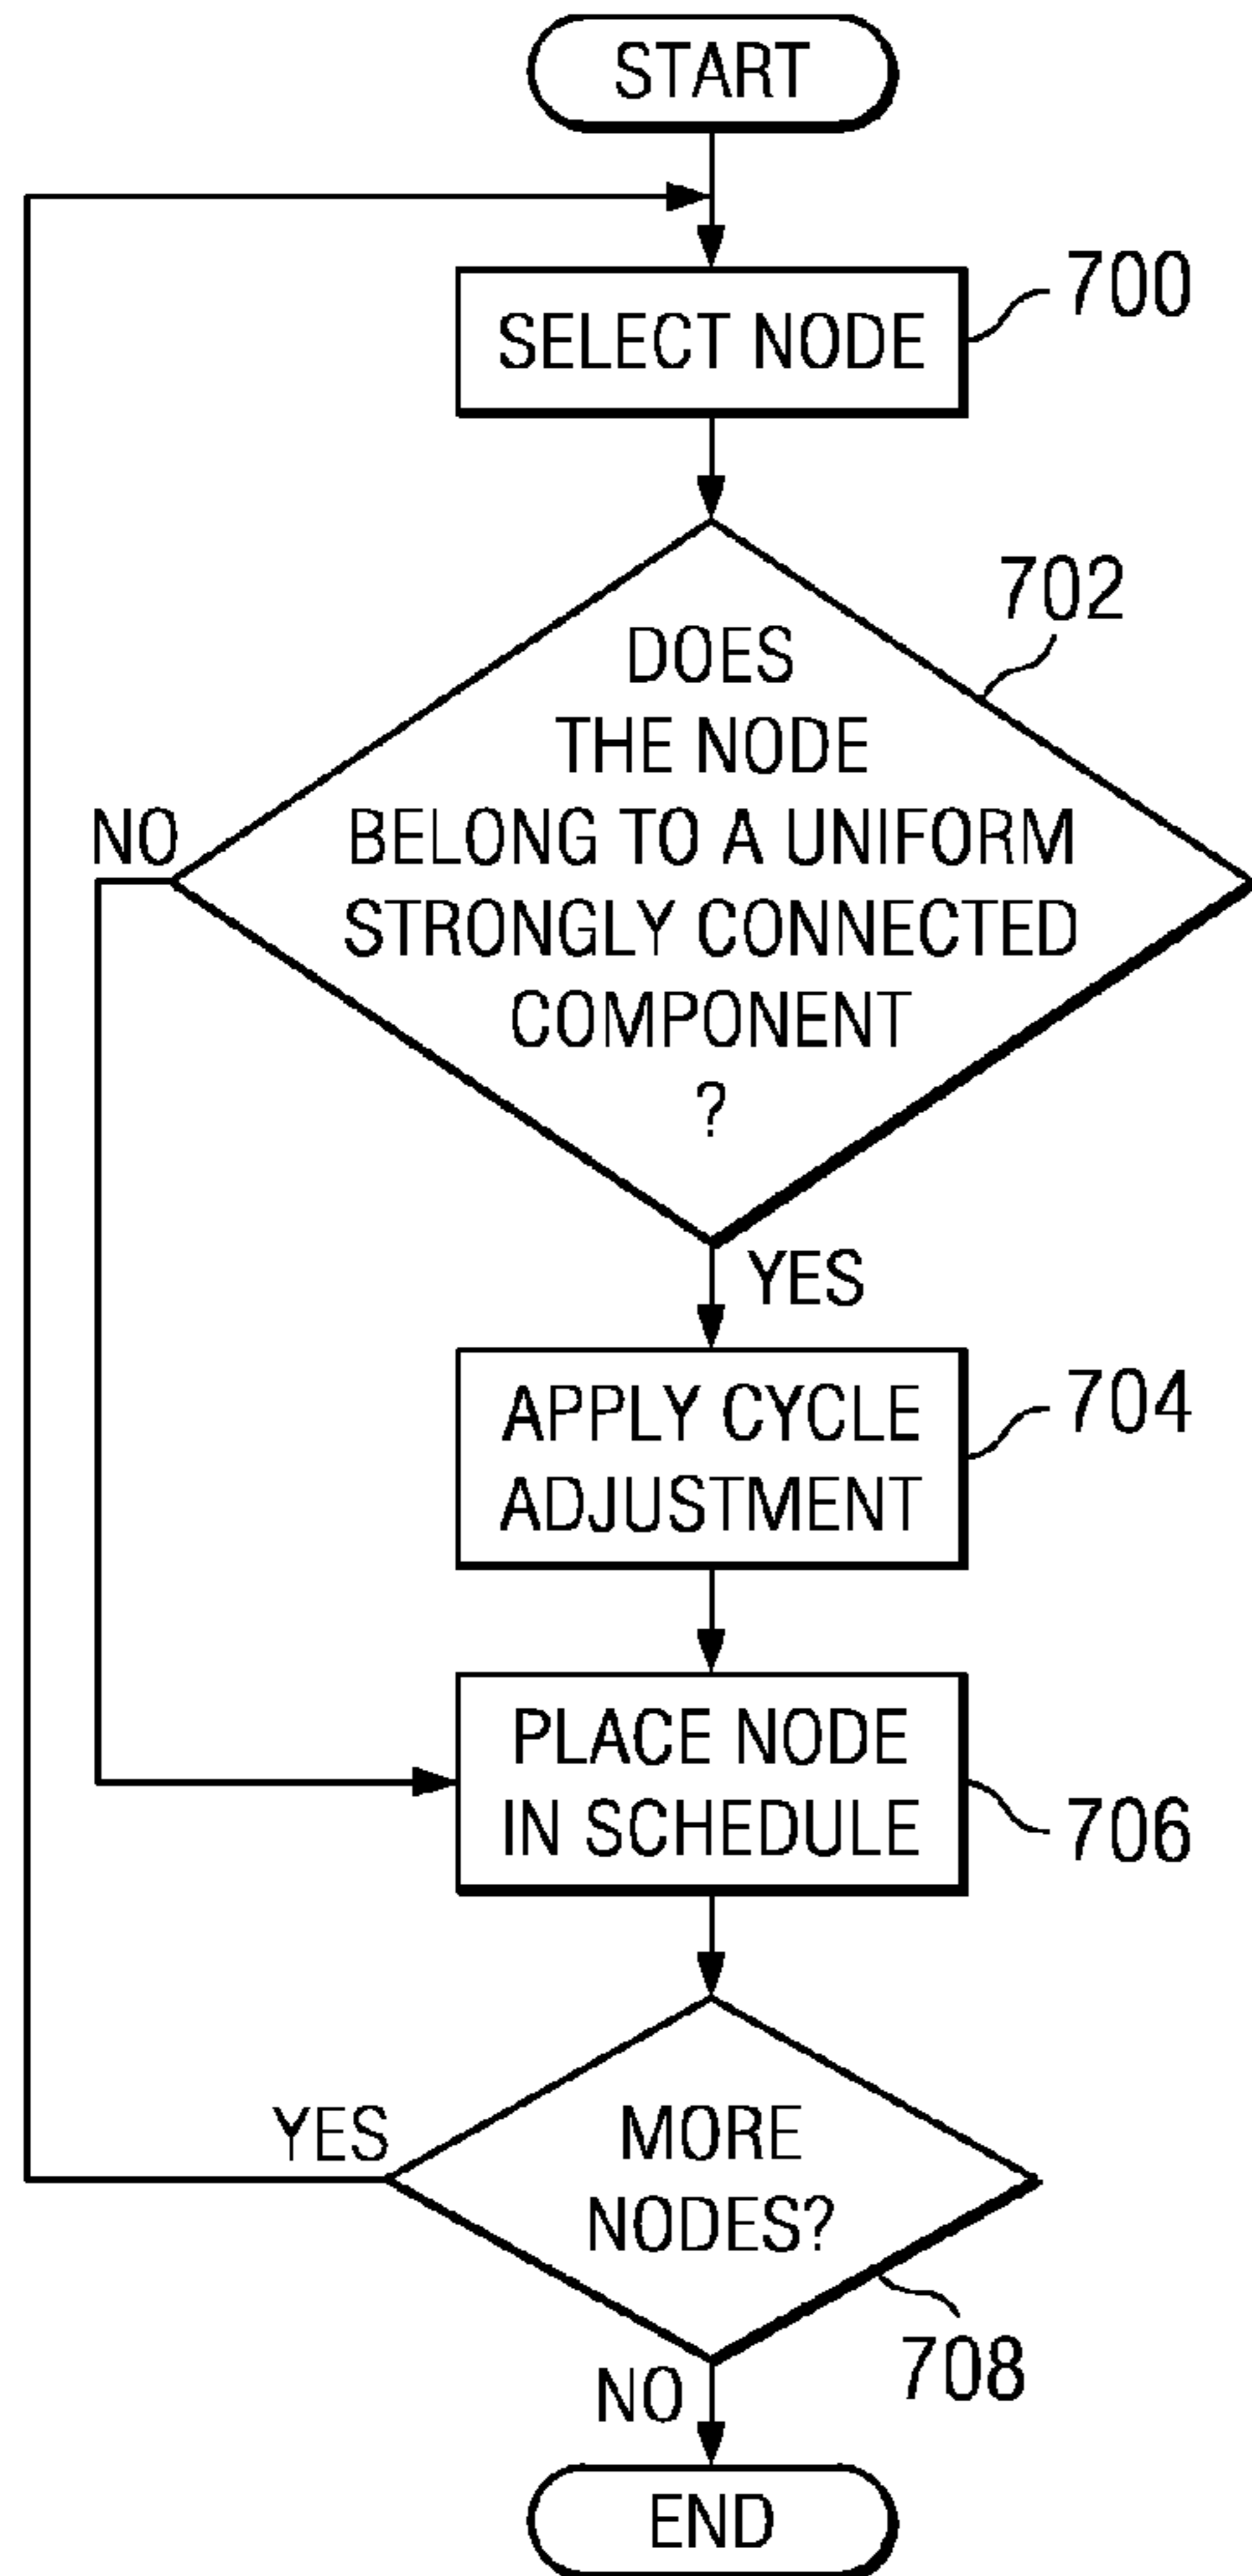 START
SELECT NODE
700
702
DOES
THE NODE
BELONG TO A UNIFORM
STRONGLY CONNECTED
COMPONENT
?
NO
YES
APPLY CYCLE
ADJUSTMENT
704
PLACE NODE
IN SCHEDULE
706
MORE
NODES?
YES
708
NO
END